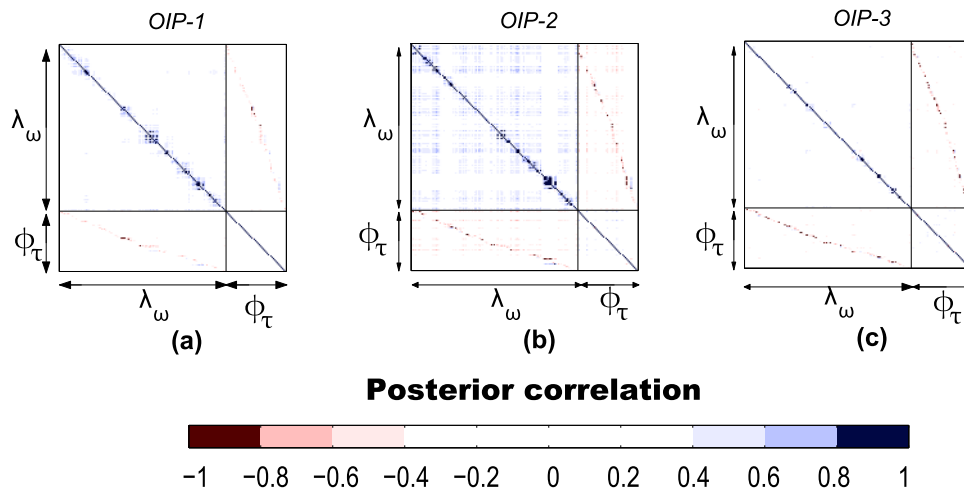 OIP-1 OIP-2 OIP-3
λω λω λω
ϕτ ϕτ ϕτ
λω ϕτ λω ϕτ λω ϕτ
(a) (b) (c)
Posterior correlation
−1 −0.8 −0.6 −0.4 −0.2 0 0.2 0.4 0.6 0.8 1